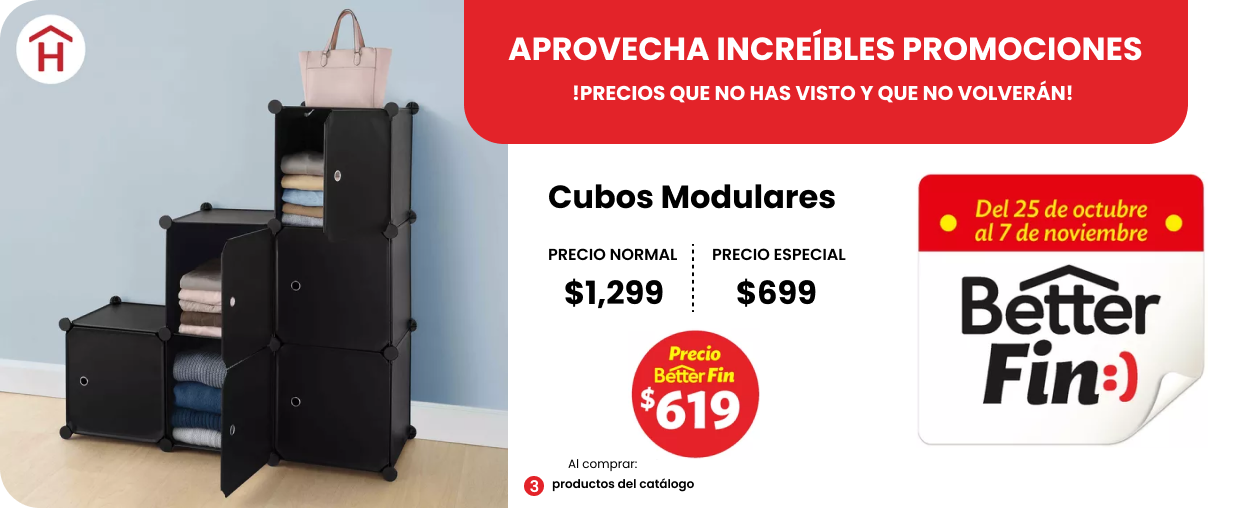 H
APROVECHA INCREÍBLES PROMOCIONES
!PRECIOS QUE NO HAS VISTO Y QUE NO VOLVERÁN!
Cubos Modulares
PRECIO NORMAL
$1,299
PRECIO ESPECIAL
$699
Precio
Better Fin
$619
Al comprar:
3 productos del catálogo
Del 25 de octubre
al 7 de noviembre
Better
Fin:)